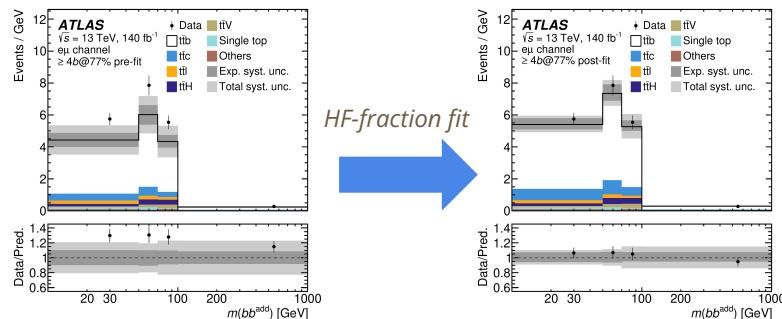 Events / GeV
12
10
8
6
4
2
0
ATLAS
√s = 13 TeV, 140 fb⁻¹
eμ channel
≥ 4b@77% pre-fit
Data
tt̄b
tt̄c
tt̄l
tt̄H
tt̄V
Single top
Others
Exp. syst. unc.
Total syst. unc.
Data/Pred.
1.4
1.2
1
0.8
0.6
20 30 40 100 200 1000
m(bbᵃᵈᵈ) [GeV]
HF-fraction fit
Events / GeV
12
10
8
6
4
2
0
ATLAS
√s = 13 TeV, 140 fb⁻¹
eμ channel
≥ 4b@77% post-fit
Data
tt̄b
tt̄c
tt̄l
tt̄H
tt̄V
Single top
Others
Exp. syst. unc.
Total syst. unc.
Data/Pred.
1.4
1.2
1
0.8
0.6
20 30 40 100 200 1000
m(bbᵃᵈᵈ) [GeV]